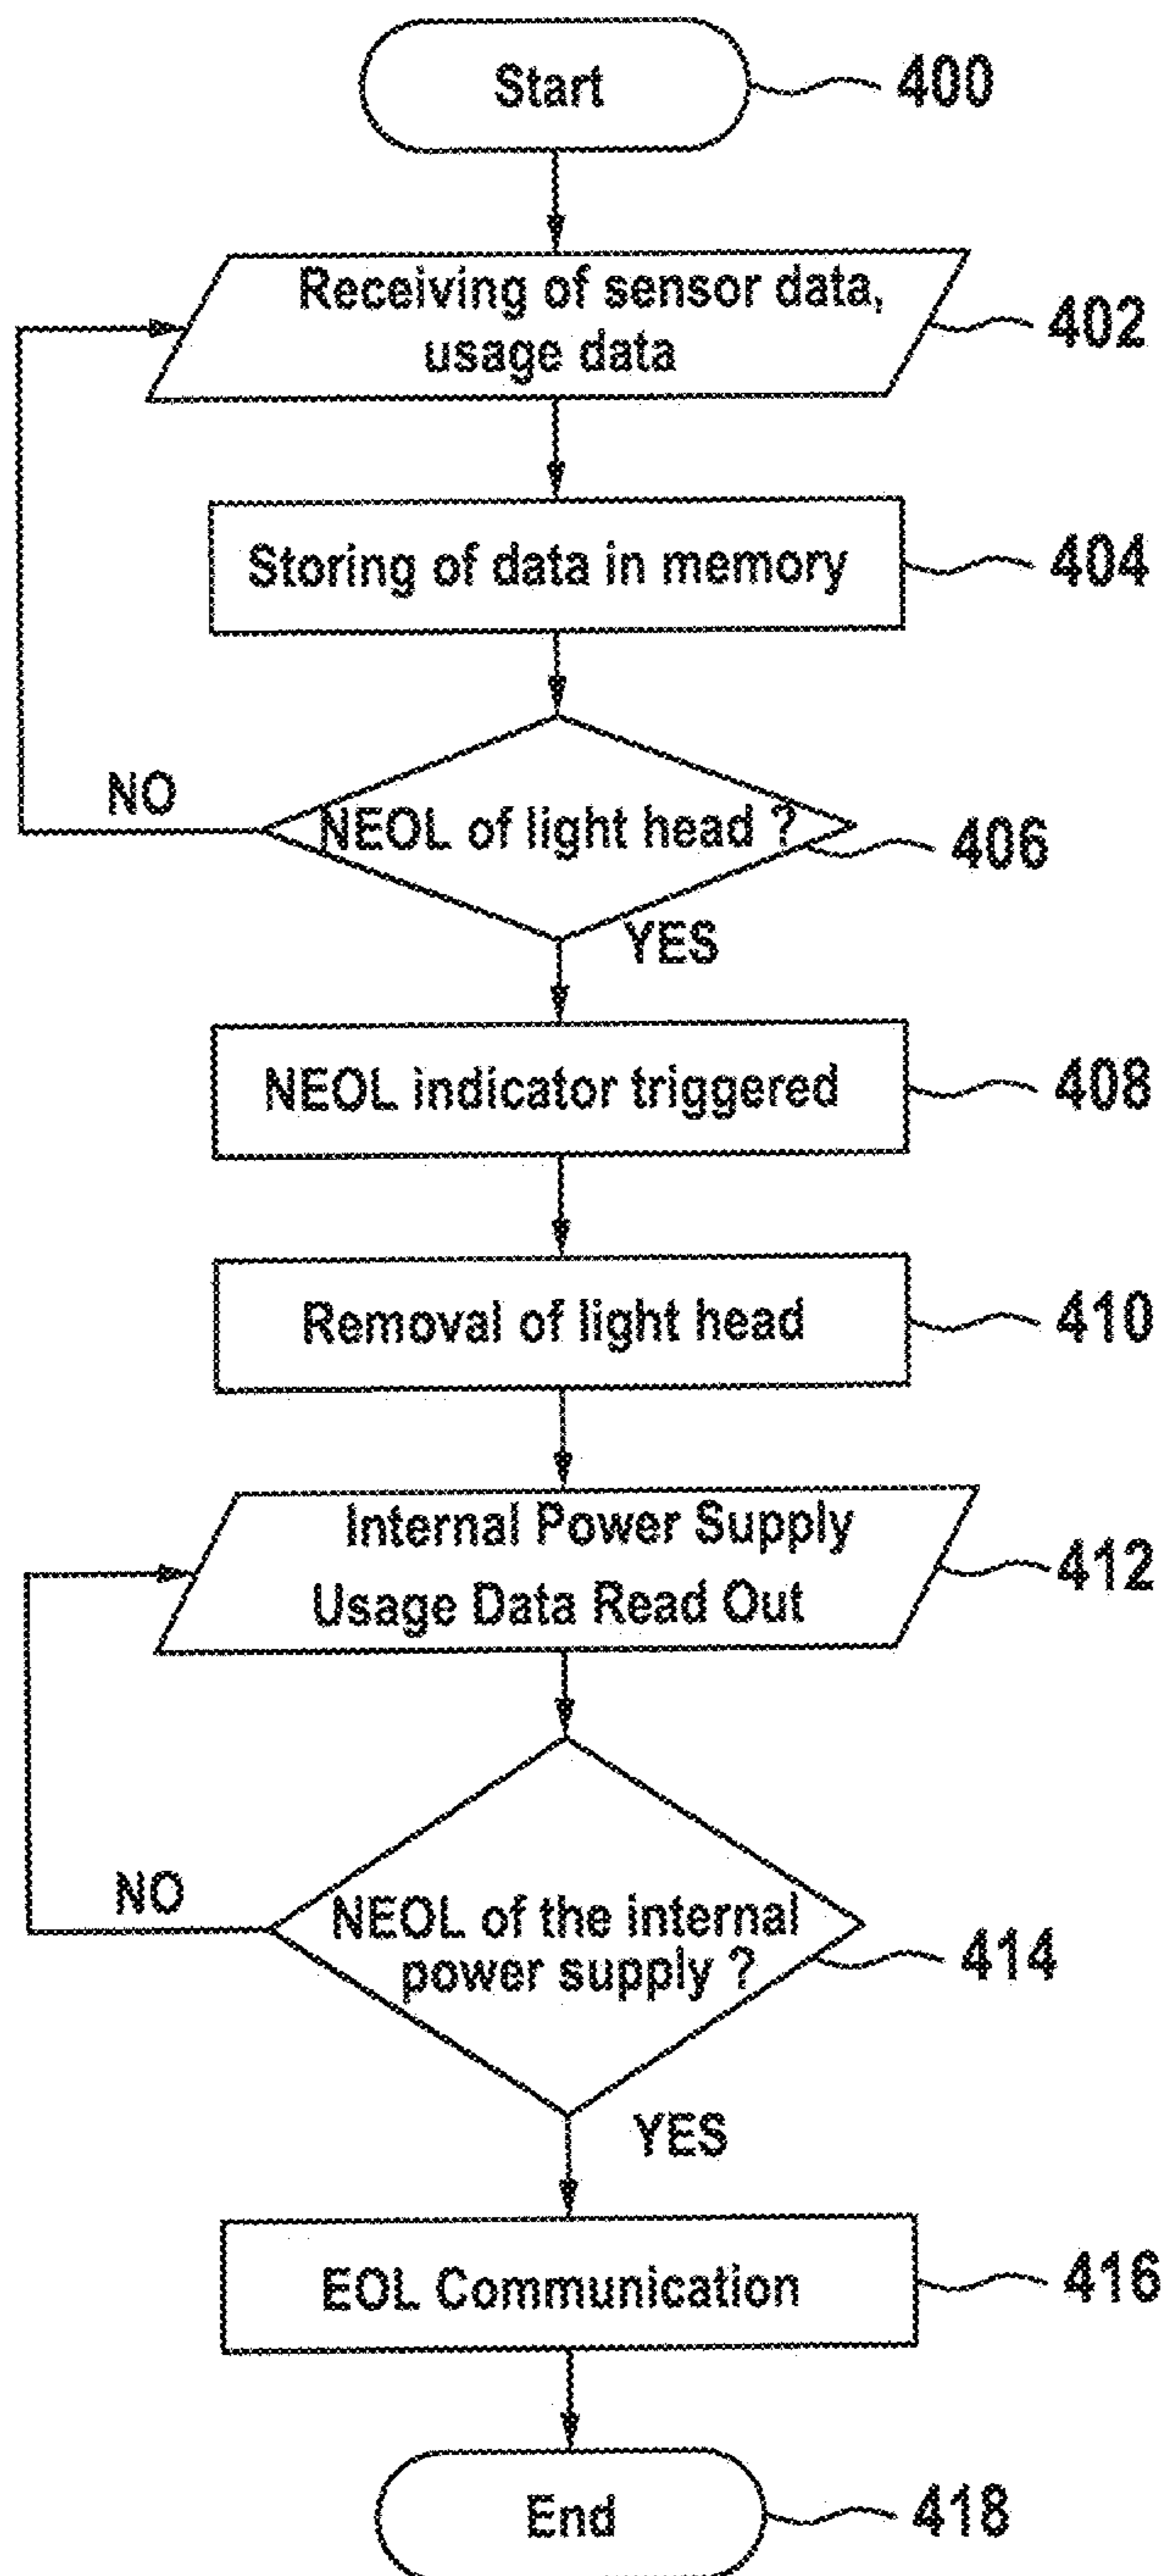 Start
400
Receiving of sensor data,
usage data
402
Storing of data in memory
404
NO
NEOL of light head ?
406
YES
NEOL indicator triggered
408
Removal of light head
410
Internal Power Supply
Usage Data Read Out
412
NO
NEOL of the internal
power supply ?
414
YES
EOL Communication
416
End
418